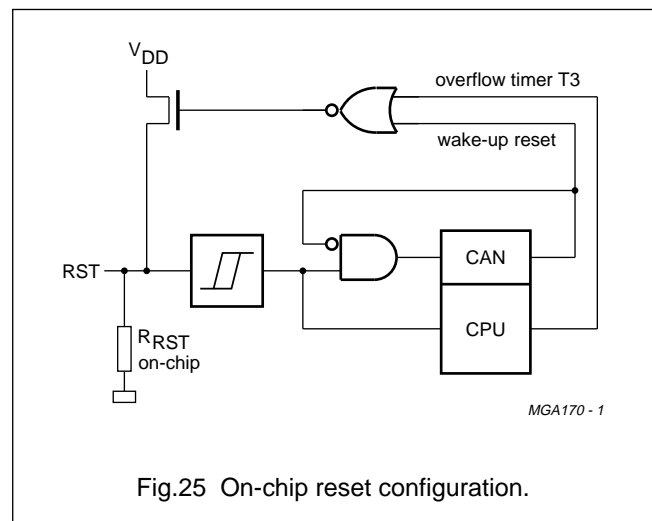 VDD
overflow timer T3
wake-up reset
RST
CAN
CPU
RRST
on-chip
MGA170 - 1
Fig.25 On-chip reset configuration.